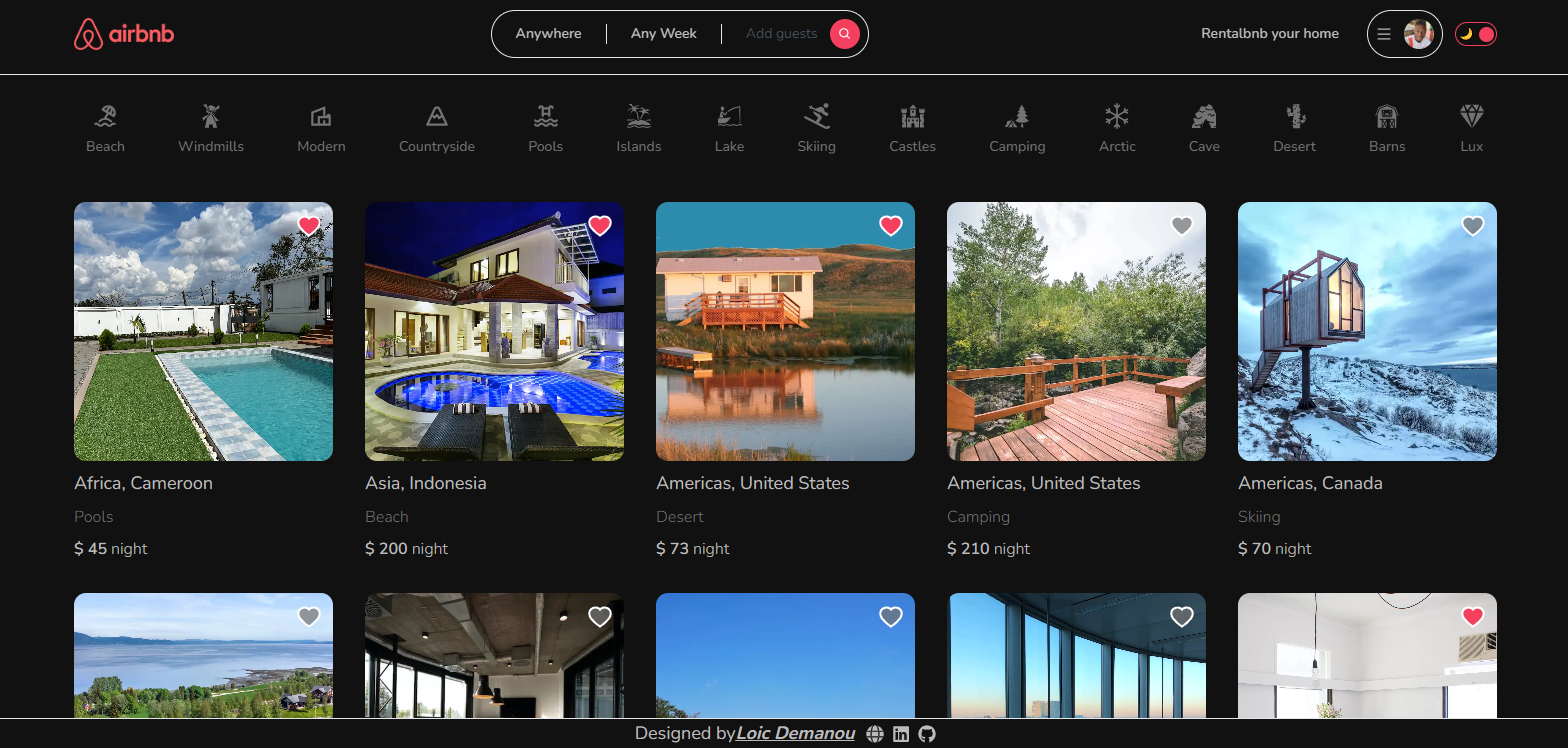 airbnb
Anywhere
Any Week
Add guests
Rentalbnb your home
Beach
Windmills
Modern
Countryside
Pools
Islands
Lake
Skiing
Castles
Camping
Arctic
Cave
Desert
Barns
Lux
Africa, Cameroon
Pools
$ 45 night
Asia, Indonesia
Beach
$ 200 night
Americas, United States
Desert
$ 73 night
Americas, United States
Camping
$ 210 night
Americas, Canada
Skiing
$ 70 night
Designed byLoic Demanou